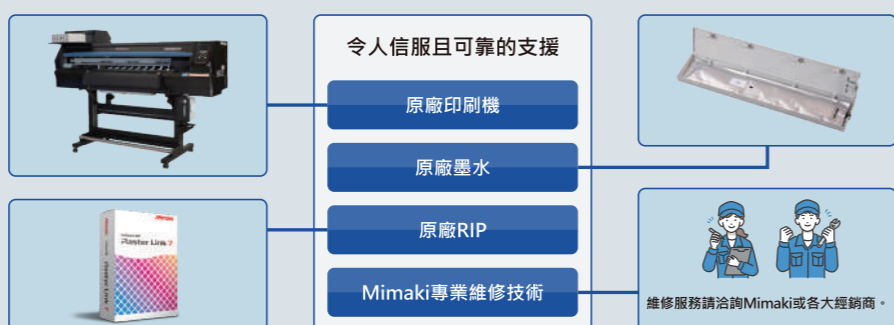 令人信服且可靠的支援
原廠印刷機
原廠墨水
原廠RIP
Mimaki專業維修技術
RasterLink 7
維修服務請洽詢Mimaki或各大經銷商。